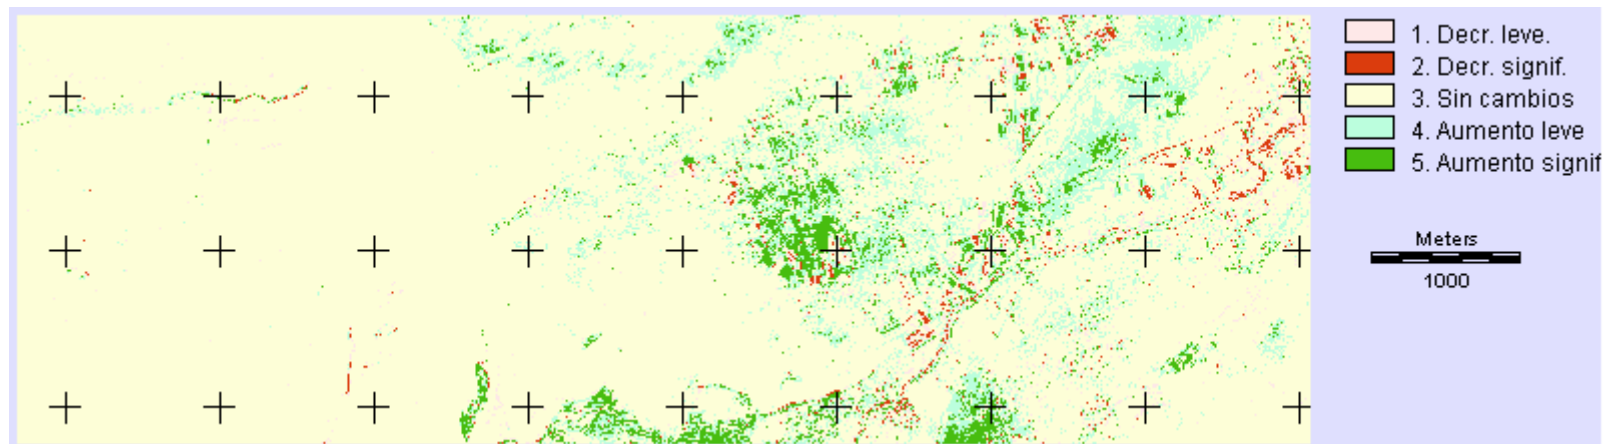 1. Decr. leve.
2. Decr. signif.
3. Sin cambios
4. Aumento leve
5. Aumento signif
Meters
1000